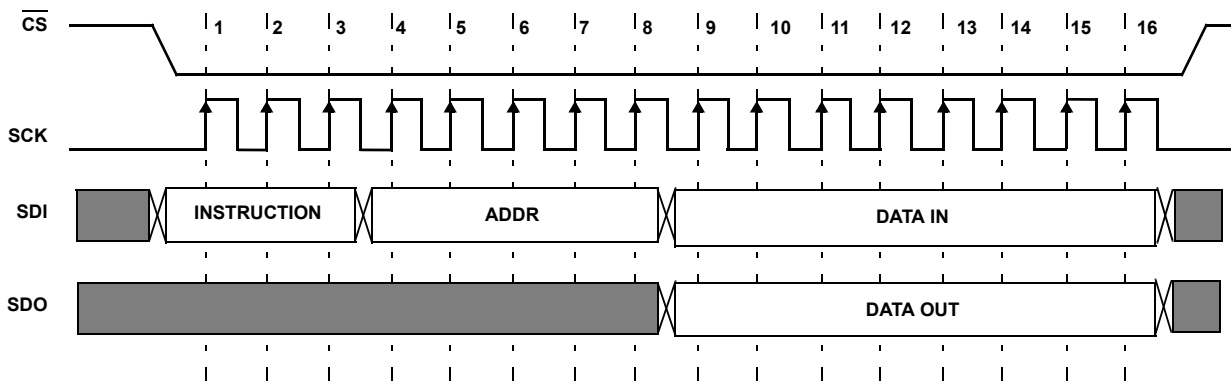 CS
1 2 3 4 5 6 7 8 9 10 11 12 13 14 15 16
SCK
SDI INSTRUCTION ADDR DATA IN
SDO DATA OUT